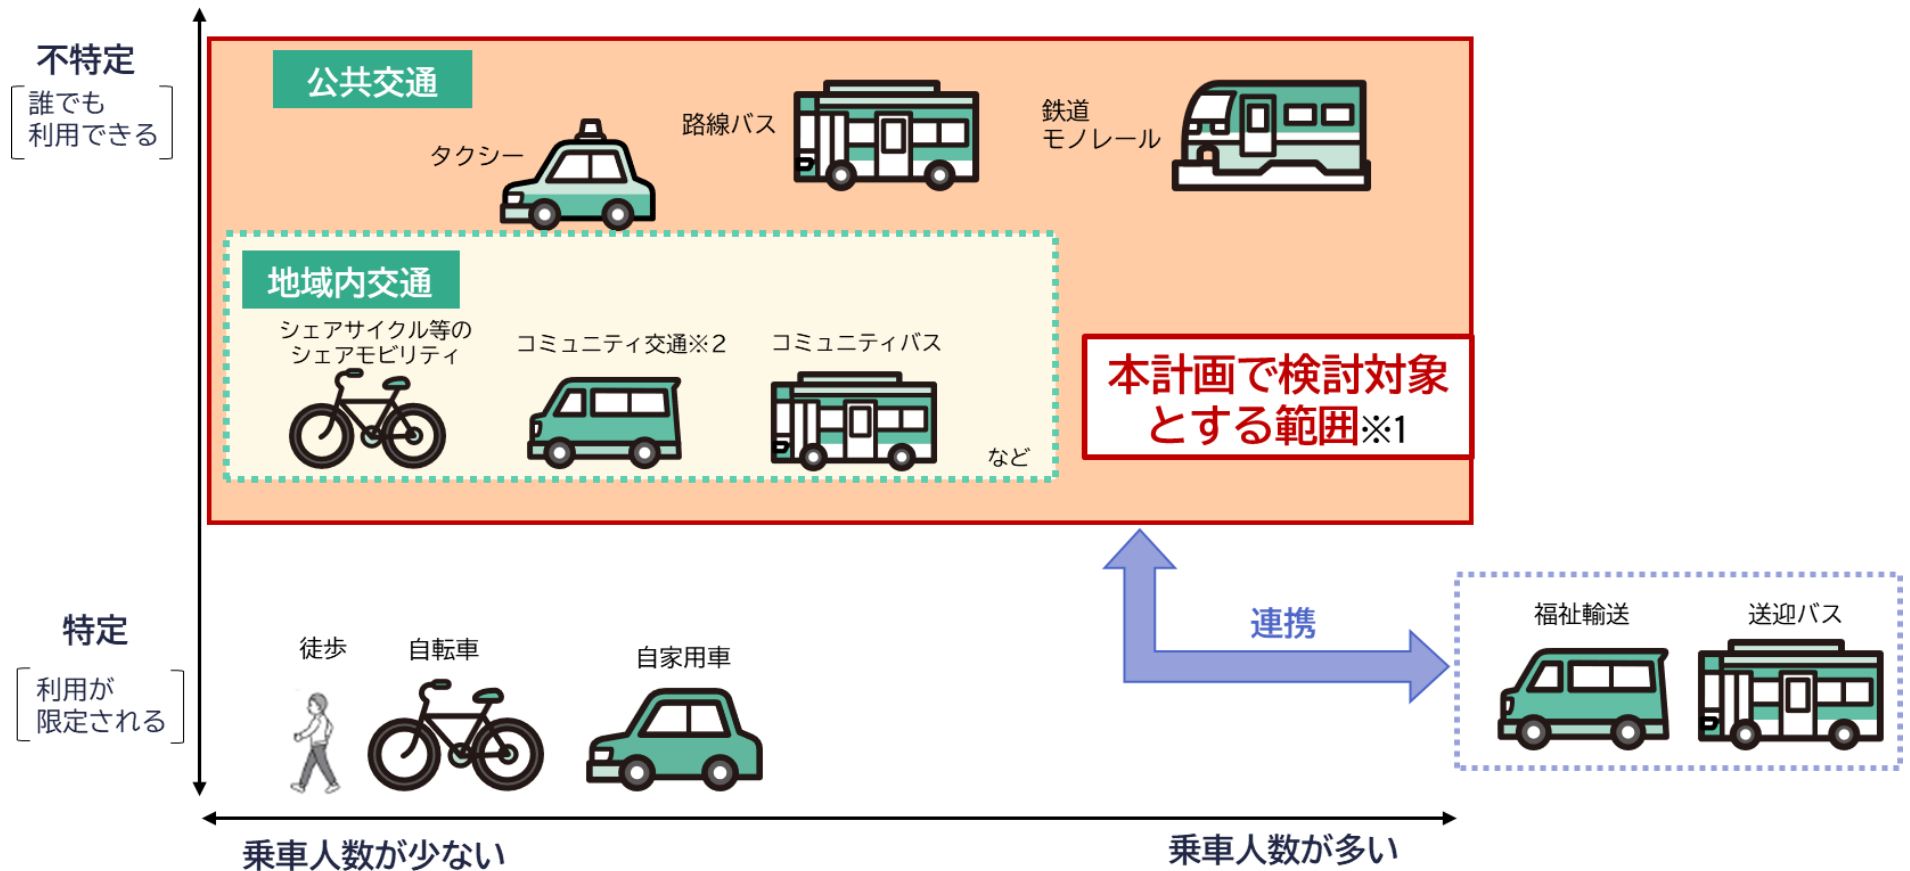 不特定
誰でも
利用できる
公共交通
タクシー
路線バス
鉄道
モノレール
地域内交通
シェアサイクル等の
シェアモビリティ
コミュニティ交通※2
コミュニティバス
など
本計画で検討対象
とする範囲※1
特定
利用が
限定される
徒歩
自転車
自家用車
連携
福祉輸送
送迎バス
乗車人数が少ない
乗車人数が多い